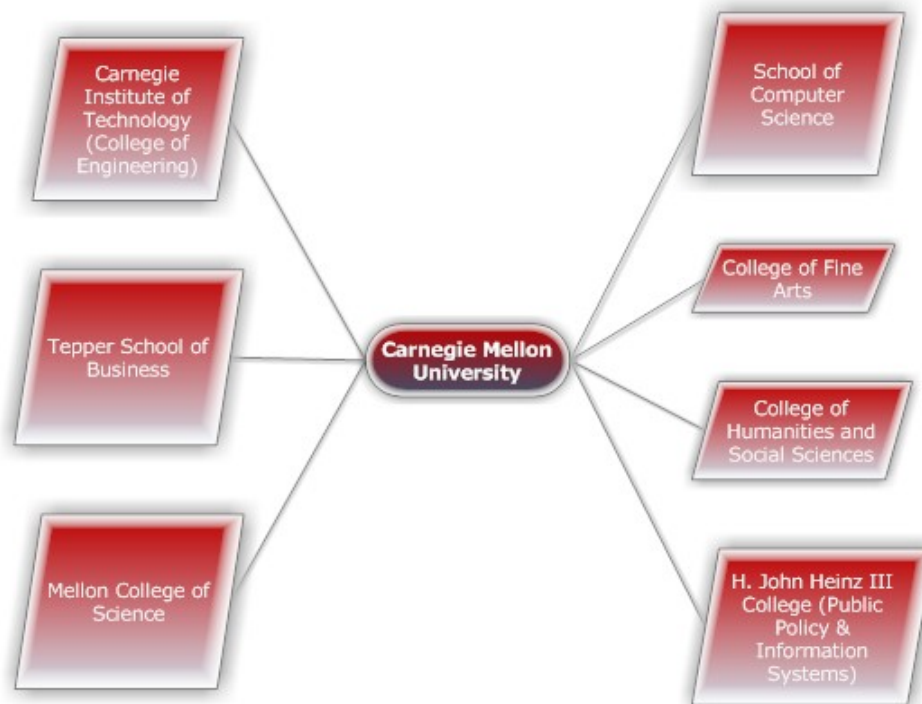 Carnegie
Institute of
Technology
(College of
Engineering)
Tepper School of
Business
Mellon College of
Science
Carnegie Mellon
University
School of
Computer
Science
College of Fine
Arts
College of
Humanities and
Social Sciences
H. John Heinz III
College (Public
Policy &
Information
Systems)